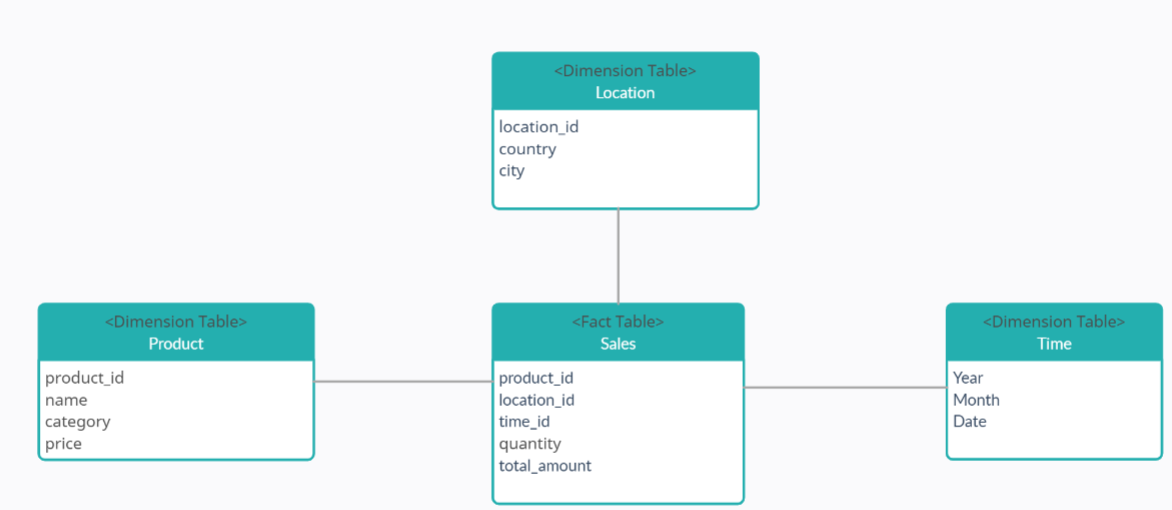 <Dimension Table>
Location
location_id
country
city
<Dimension Table>
Product
product_id
name
category
price
<Fact Table>
Sales
product_id
location_id
time_id
quantity
total_amount
<Dimension Table>
Time
Year
Month
Date